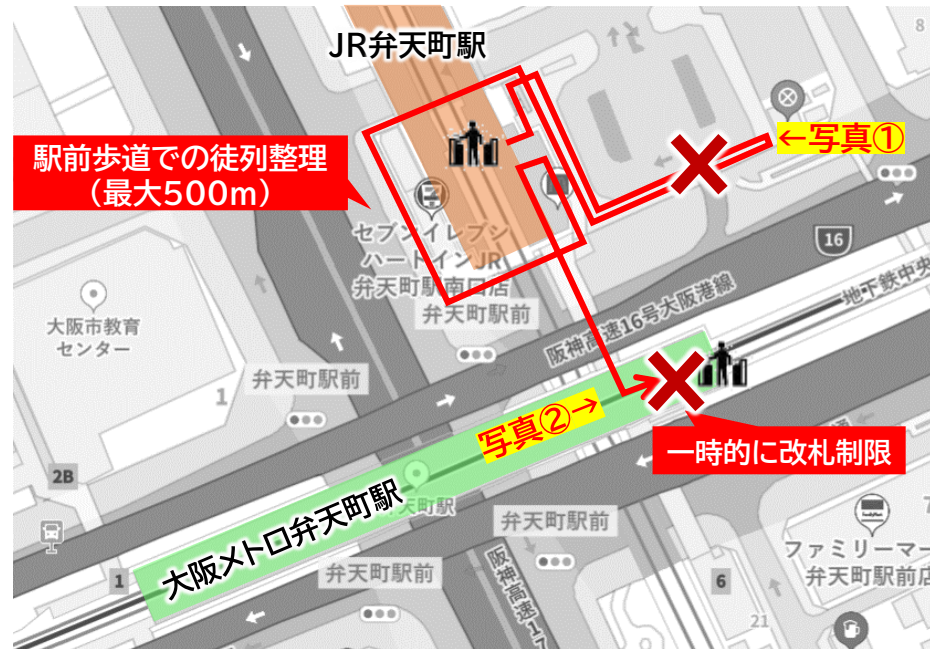 8
JR弁天町駅
←写真①
駅前歩道での徒列整理
（最大500m）
セブンイレブン
ハートインJR
弁天町駅南口店
16
大阪市教育
センター
弁天町駅前
阪神高速16号大阪港線
地下鉄中央
弁天町駅前
1
写真②→
一時的に改札制限
2B
天町駅
大阪メトロ弁天町駅
弁天町駅前
ファミリーマー
弁天町駅前店
1
弁天町駅前
阪神高速17
6
21